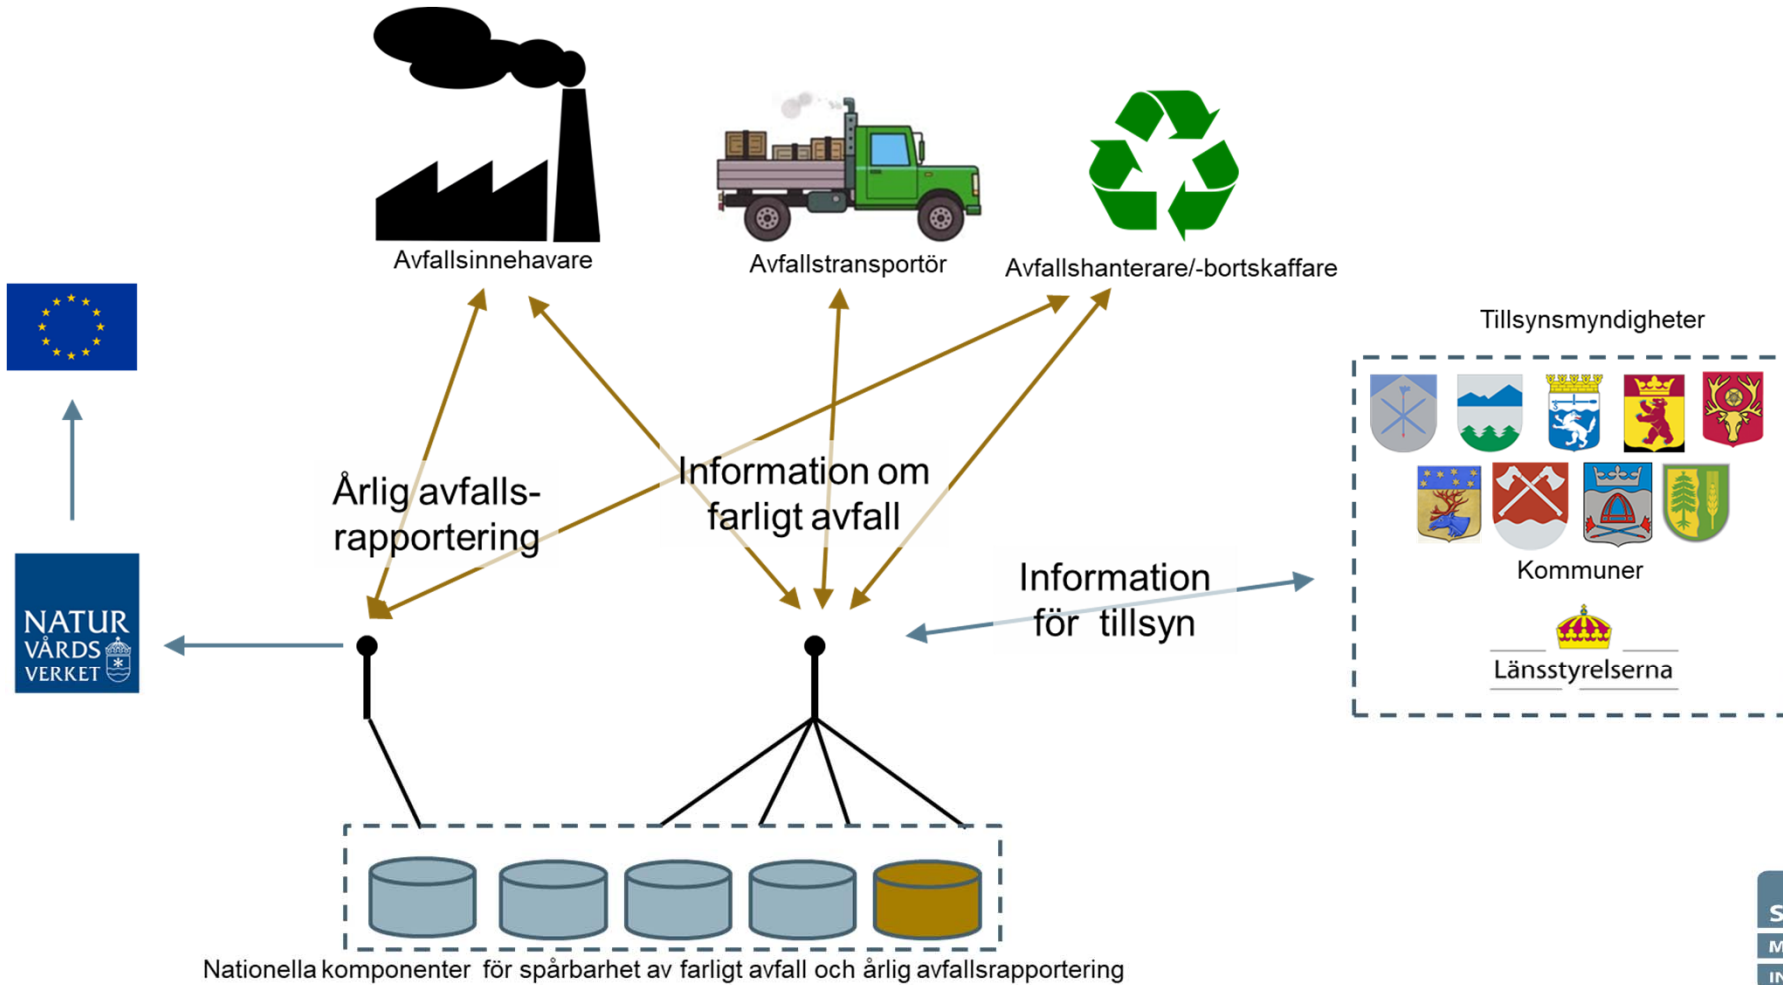 Avfallsinnehavare
Avfallstransportör
Avfallshanterare/-bortskaffare
Tillsynsmyndigheter
Årlig avfalls-
rapportering
Information om
farligt avfall
Information
för tillsyn
Kommuner
Länsstyrelserna
NATUR
VÅRDS
VERKET
Nationella komponenter för spårbarhet av farligt avfall och årlig avfallsrapportering
S
M
IN